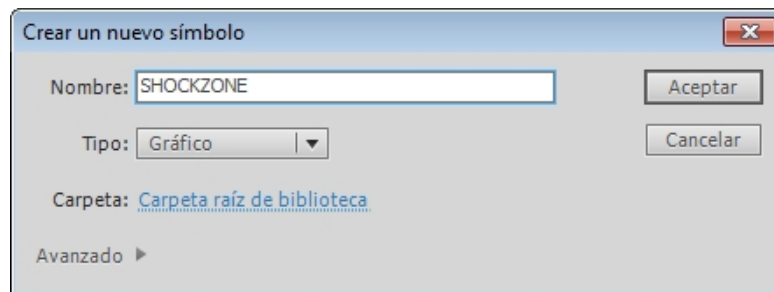 Crear un nuevo símbolo
Nombre: SHOCKZONE
Aceptar
Tipo: Gráfico
Cancelar
Carpeta: Carpeta raíz de biblioteca
Avanzado